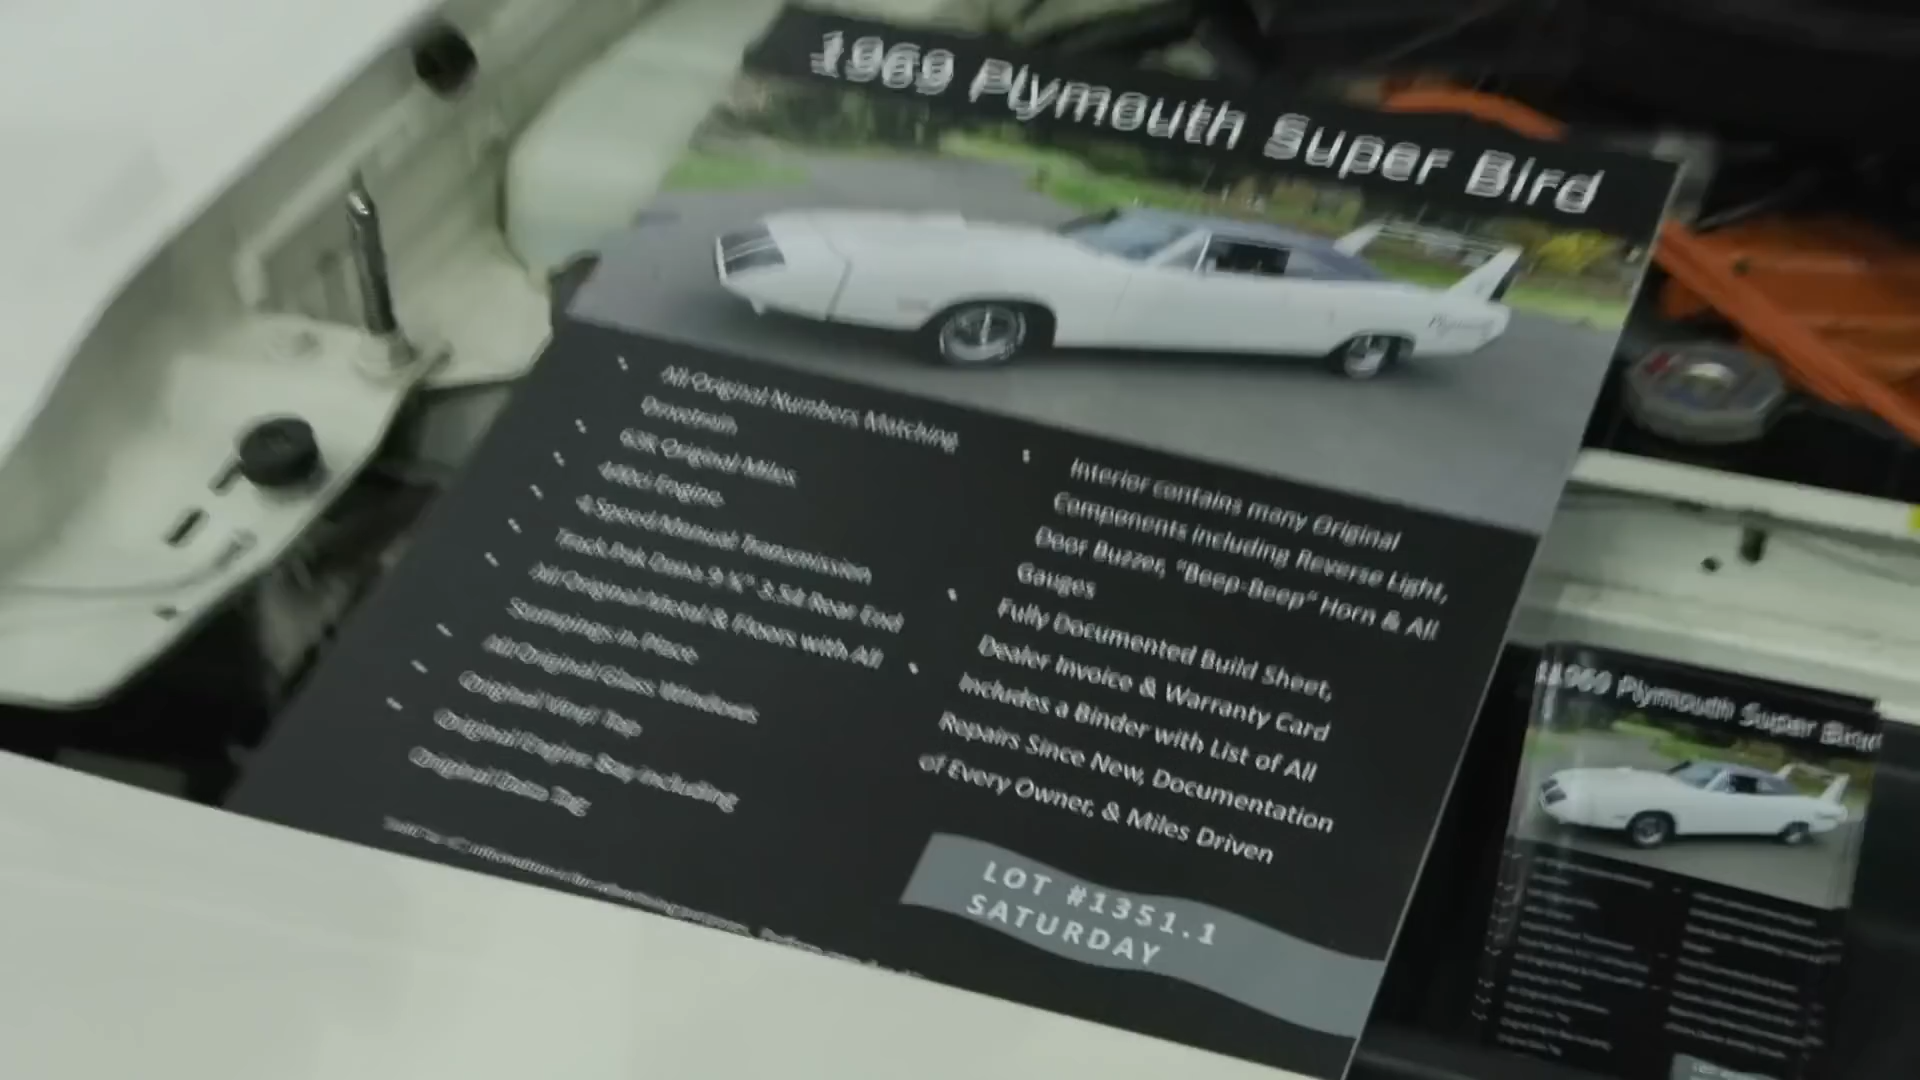 1969 Plymouth Super Bird
All Original Numbers Matching
Drivetrain
63K Original Miles
440ci Engine
4 Speed Manual Transmission
Track Pak Dana 9 ¾" 3.54 Rear End
All Original Metal & Floors with All
Stampings in Place
All Original Glass Windows
Original Vinyl Top
Original Engine Bay Including
Original Data Tag
Interior contains many Original
Components including Reverse Light,
Door Buzzer, "Beep-Beep" Horn & All
Gauges
Fully Documented Build Sheet,
Dealer Invoice & Warranty Card
Includes a Binder with List of All
Repairs Since New, Documentation
of Every Owner, & Miles Driven
LOT #1351.1
SATURDAY
1969 Plymouth Super Bird